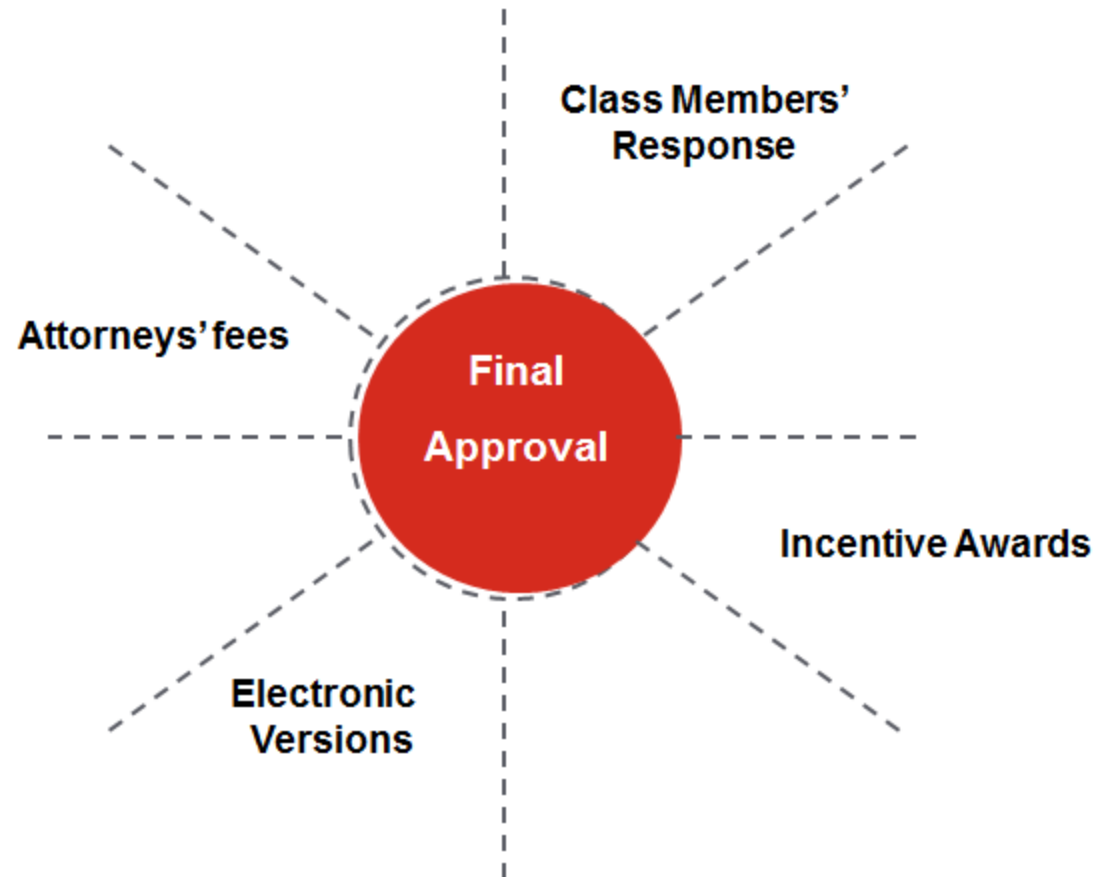 Class Members’
Response
Attorneys’ fees
Final
Approval
Incentive Awards
Electronic
Versions